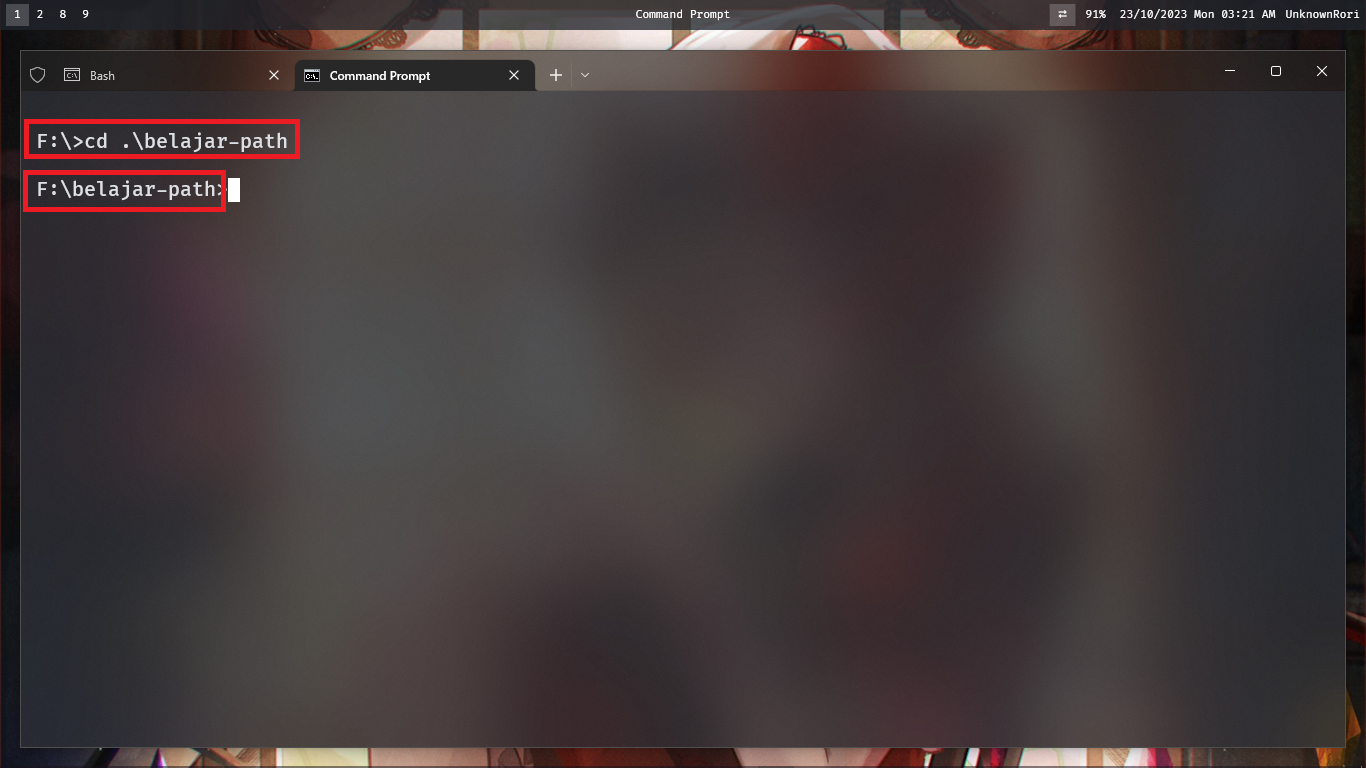 1 2 8 9 Command Prompt 91% 23/10/2023 Mon 03:21 AM UnknownRori
Bash Command Prompt
F:\>cd .\belajar-path
F:\belajar-path>